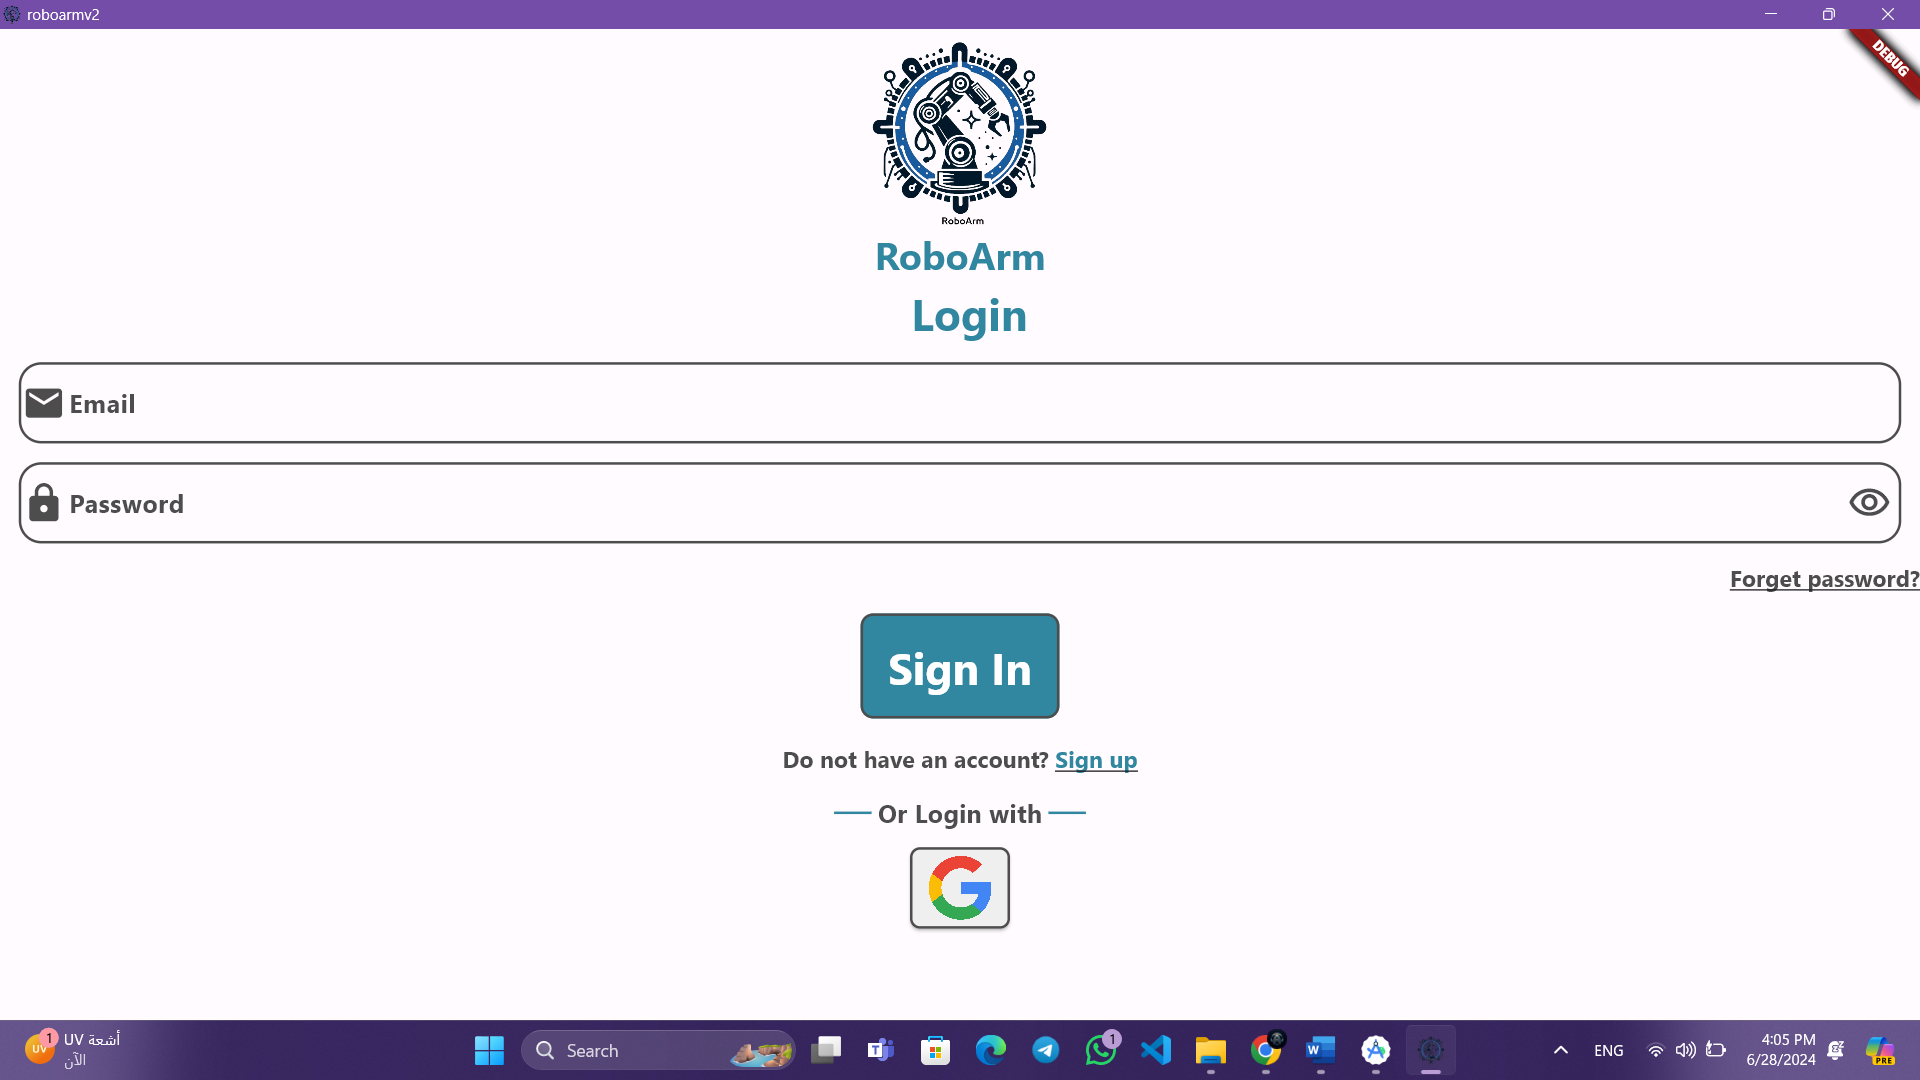 roboarmv2
DEBUG
RoboArm
RoboArm
Login
Email
Password
Forget password?
Sign In
Do not have an account? Sign up
Or Login with
1
UV
أشعة UV
الآن
Search
1
W
PRE
ENG
4:05 PM
6/28/2024